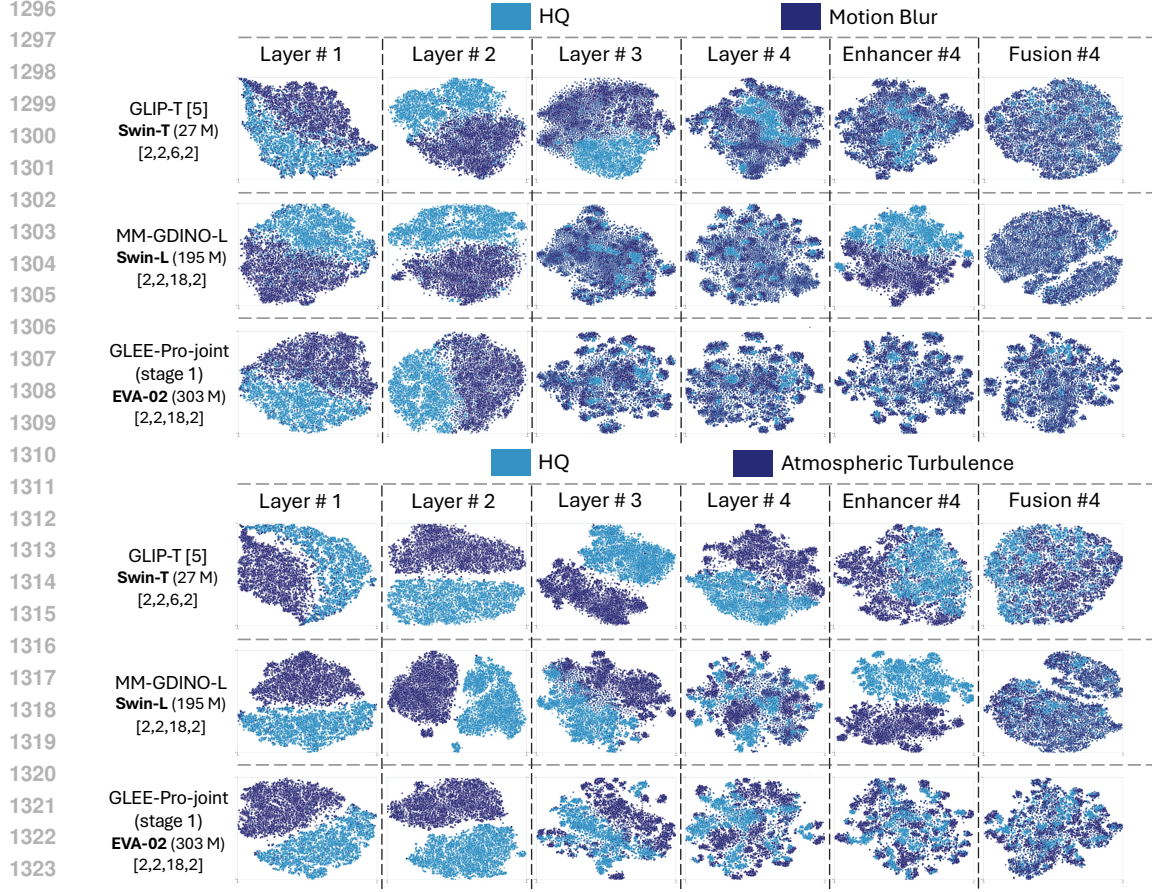 1296
HQ Motion Blur
1297
Layer # 1 Layer # 2 Layer # 3 Layer # 4 Enhancer #4 Fusion #4
1298
1299
GLIP-T [5]
1300
Swin-T (27 M)
[2,2,6,2]
1301
1302
1303
MM-GDINO-L
Swin-L (195 M)
1304
[2,2,18,2]
1305
1306
GLEE-Pro-joint
1307
(stage 1)
1308
EVA-02 (303 M)
[2,2,18,2]
1309
1310
HQ Atmospheric Turbulence
1311
Layer # 1 Layer # 2 Layer # 3 Layer # 4 Enhancer #4 Fusion #4
1312
1313
GLIP-T [5]
Swin-T (27 M)
1314
[2,2,6,2]
1315
1316
1317
MM-GDINO-L
Swin-L (195 M)
1318
[2,2,18,2]
1319
1320
GLEE-Pro-joint
1321
(stage 1)
1322
EVA-02 (303 M)
[2,2,18,2]
1323